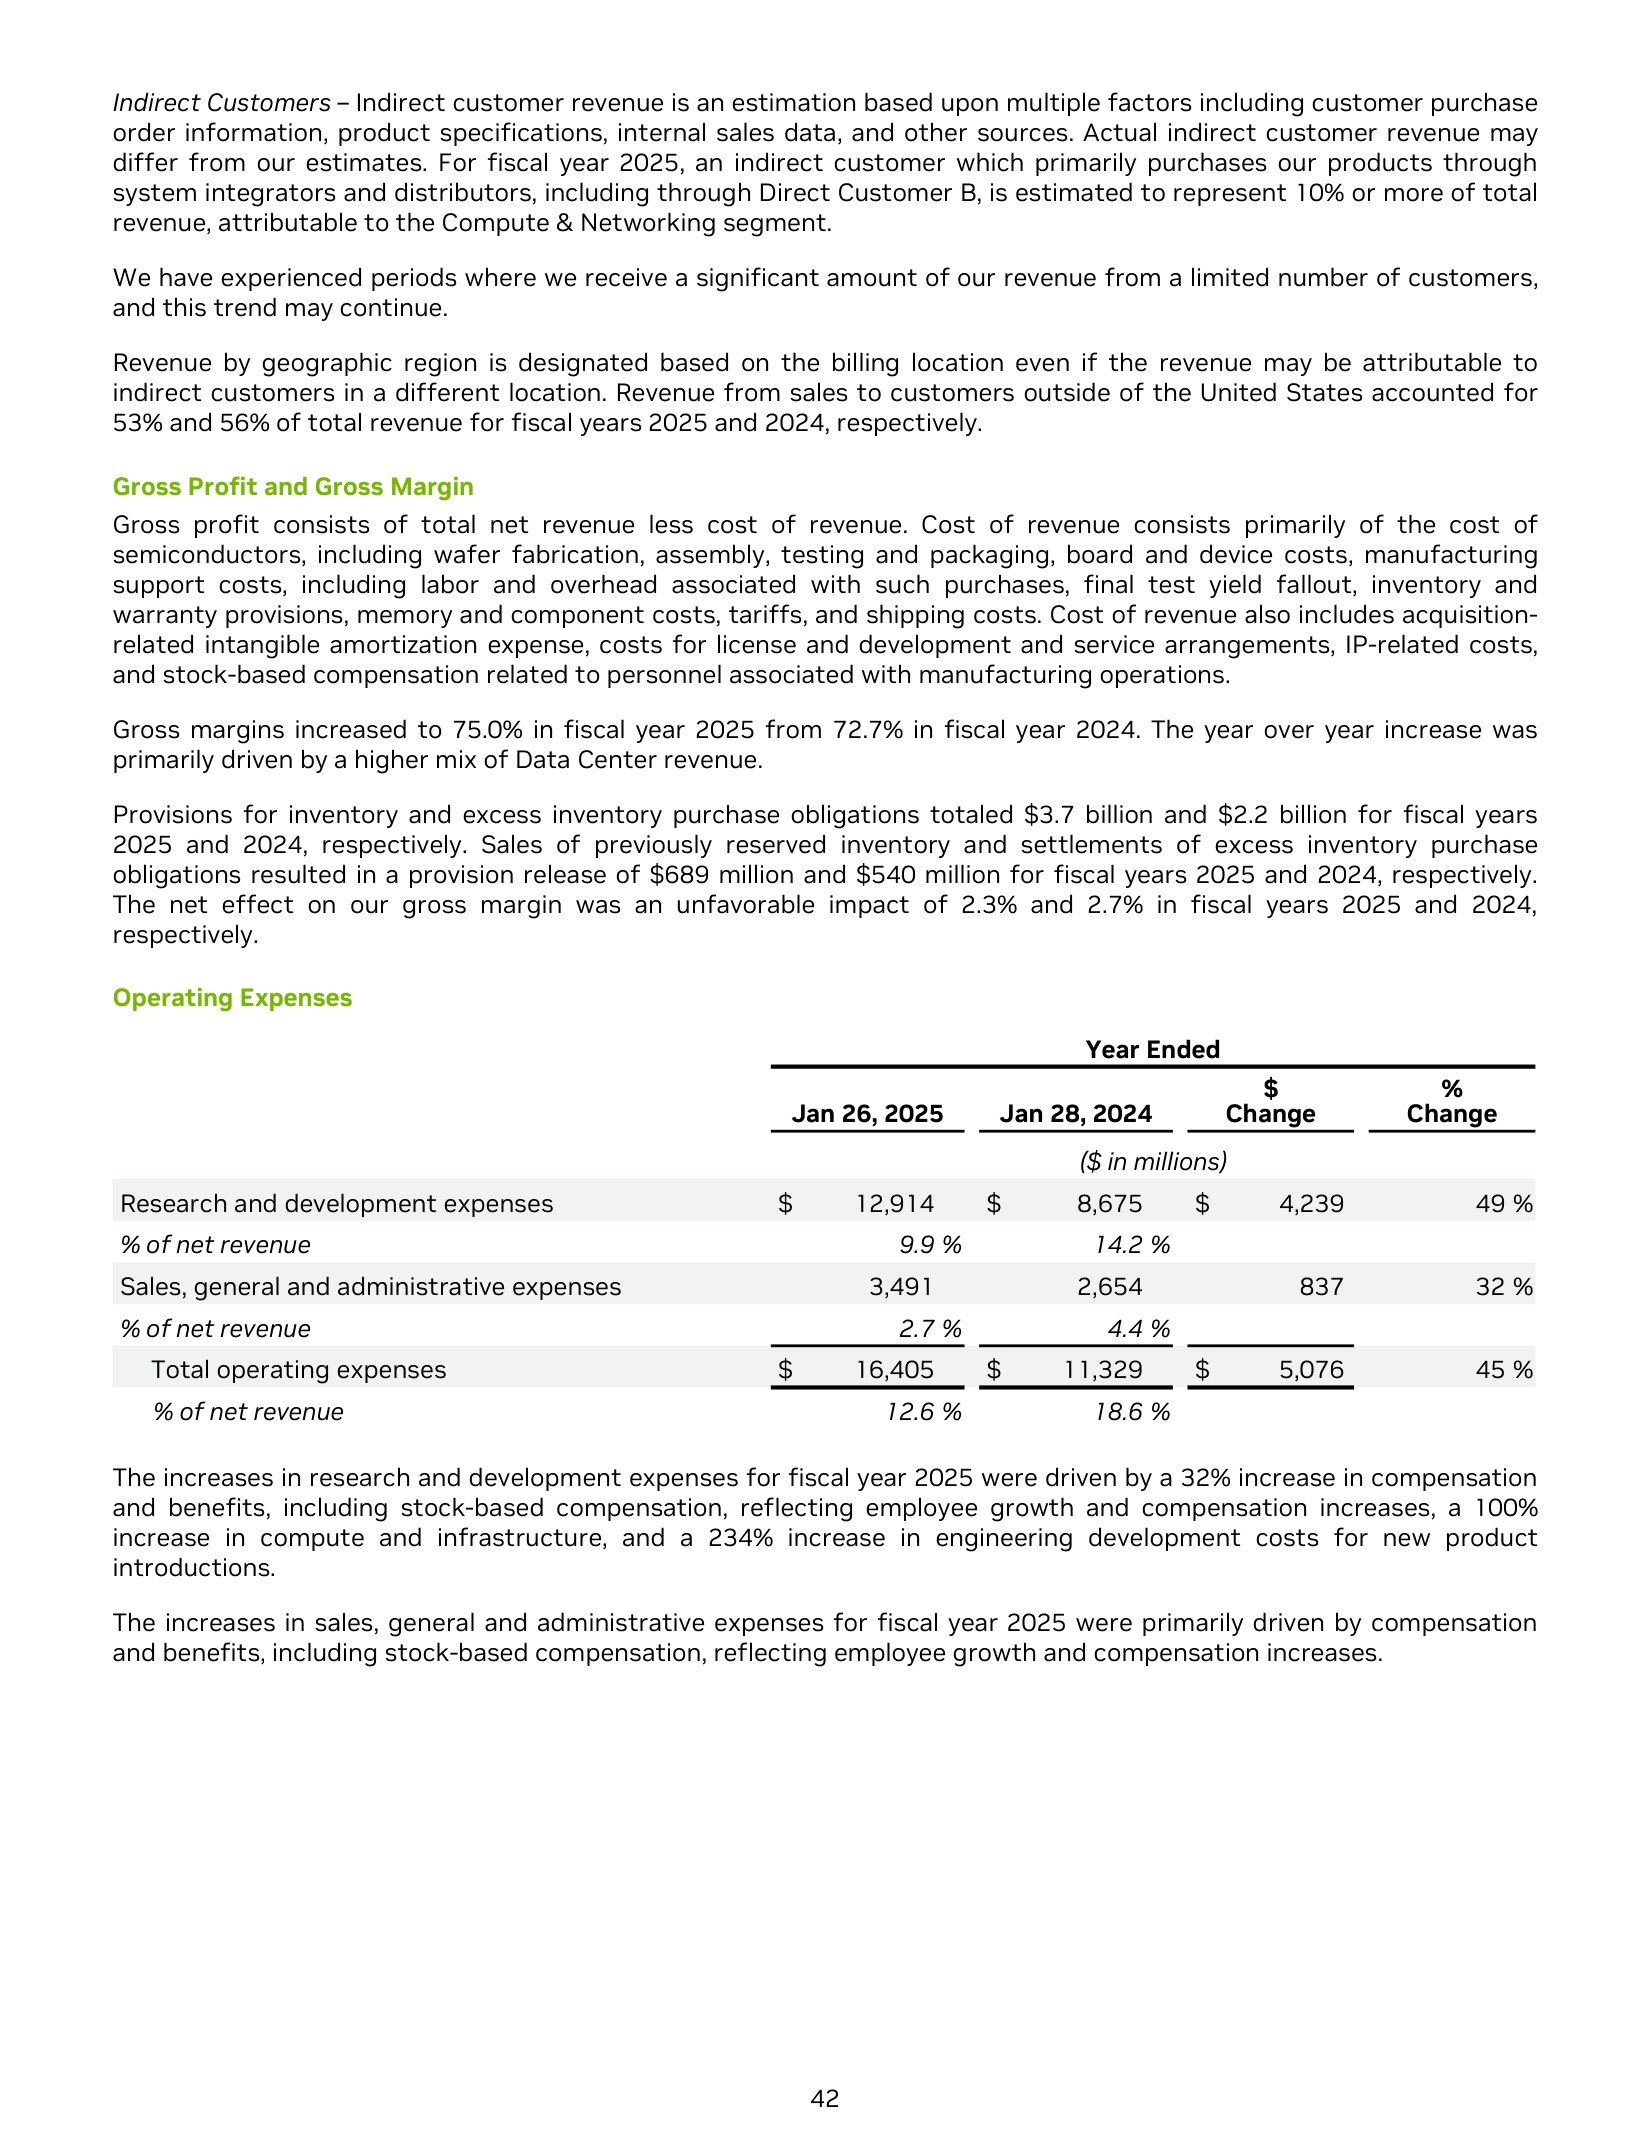 Indirect Customers – Indirect customer revenue is an estimation based upon multiple factors including customer purchase
order information, product specifications, internal sales data, and other sources. Actual indirect customer revenue may
differ from our estimates. For fiscal year 2025, an indirect customer which primarily purchases our products through
system integrators and distributors, including through Direct Customer B, is estimated to represent 10% or more of total
revenue, attributable to the Compute & Networking segment.
We have experienced periods where we receive a significant amount of our revenue from a limited number of customers,
and this trend may continue.
Revenue by geographic region is designated based on the billing location even if the revenue may be attributable to
indirect customers in a different location. Revenue from sales to customers outside of the United States accounted for
53% and 56% of total revenue for fiscal years 2025 and 2024, respectively.
Gross Profit and Gross Margin
Gross profit consists of total net revenue less cost of revenue. Cost of revenue consists primarily of the cost of
semiconductors, including wafer fabrication, assembly, testing and packaging, board and device costs, manufacturing
support costs, including labor and overhead associated with such purchases, final test yield fallout, inventory and
warranty provisions, memory and component costs, tariffs, and shipping costs. Cost of revenue also includes acquisition-
related intangible amortization expense, costs for license and development and service arrangements, IP-related costs,
and stock-based compensation related to personnel associated with manufacturing operations.
Gross margins increased to 75.0% in fiscal year 2025 from 72.7% in fiscal year 2024. The year over year increase was
primarily driven by a higher mix of Data Center revenue.
Provisions for inventory and excess inventory purchase obligations totaled $3.7 billion and $2.2 billion for fiscal years
2025 and 2024, respectively. Sales of previously reserved inventory and settlements of excess inventory purchase
obligations resulted in a provision release of $689 million and $540 million for fiscal years 2025 and 2024, respectively.
The net effect on our gross margin was an unfavorable impact of 2.3% and 2.7% in fiscal years 2025 and 2024,
respectively.
Operating Expenses
Year Ended
Jan 26, 2025 Jan 28, 2024 $ Change % Change
($ in millions)
Research and development expenses $ 12,914 $ 8,675 $ 4,239 49 %
% of net revenue 9.9 % 14.2 %
Sales, general and administrative expenses 3,491 2,654 837 32 %
% of net revenue 2.7 % 4.4 %
Total operating expenses $ 16,405 $ 11,329 $ 5,076 45 %
% of net revenue 12.6 % 18.6 %
The increases in research and development expenses for fiscal year 2025 were driven by a 32% increase in compensation
and benefits, including stock-based compensation, reflecting employee growth and compensation increases, a 100%
increase in compute and infrastructure, and a 234% increase in engineering development costs for new product
introductions.
The increases in sales, general and administrative expenses for fiscal year 2025 were primarily driven by compensation
and benefits, including stock-based compensation, reflecting employee growth and compensation increases.
42